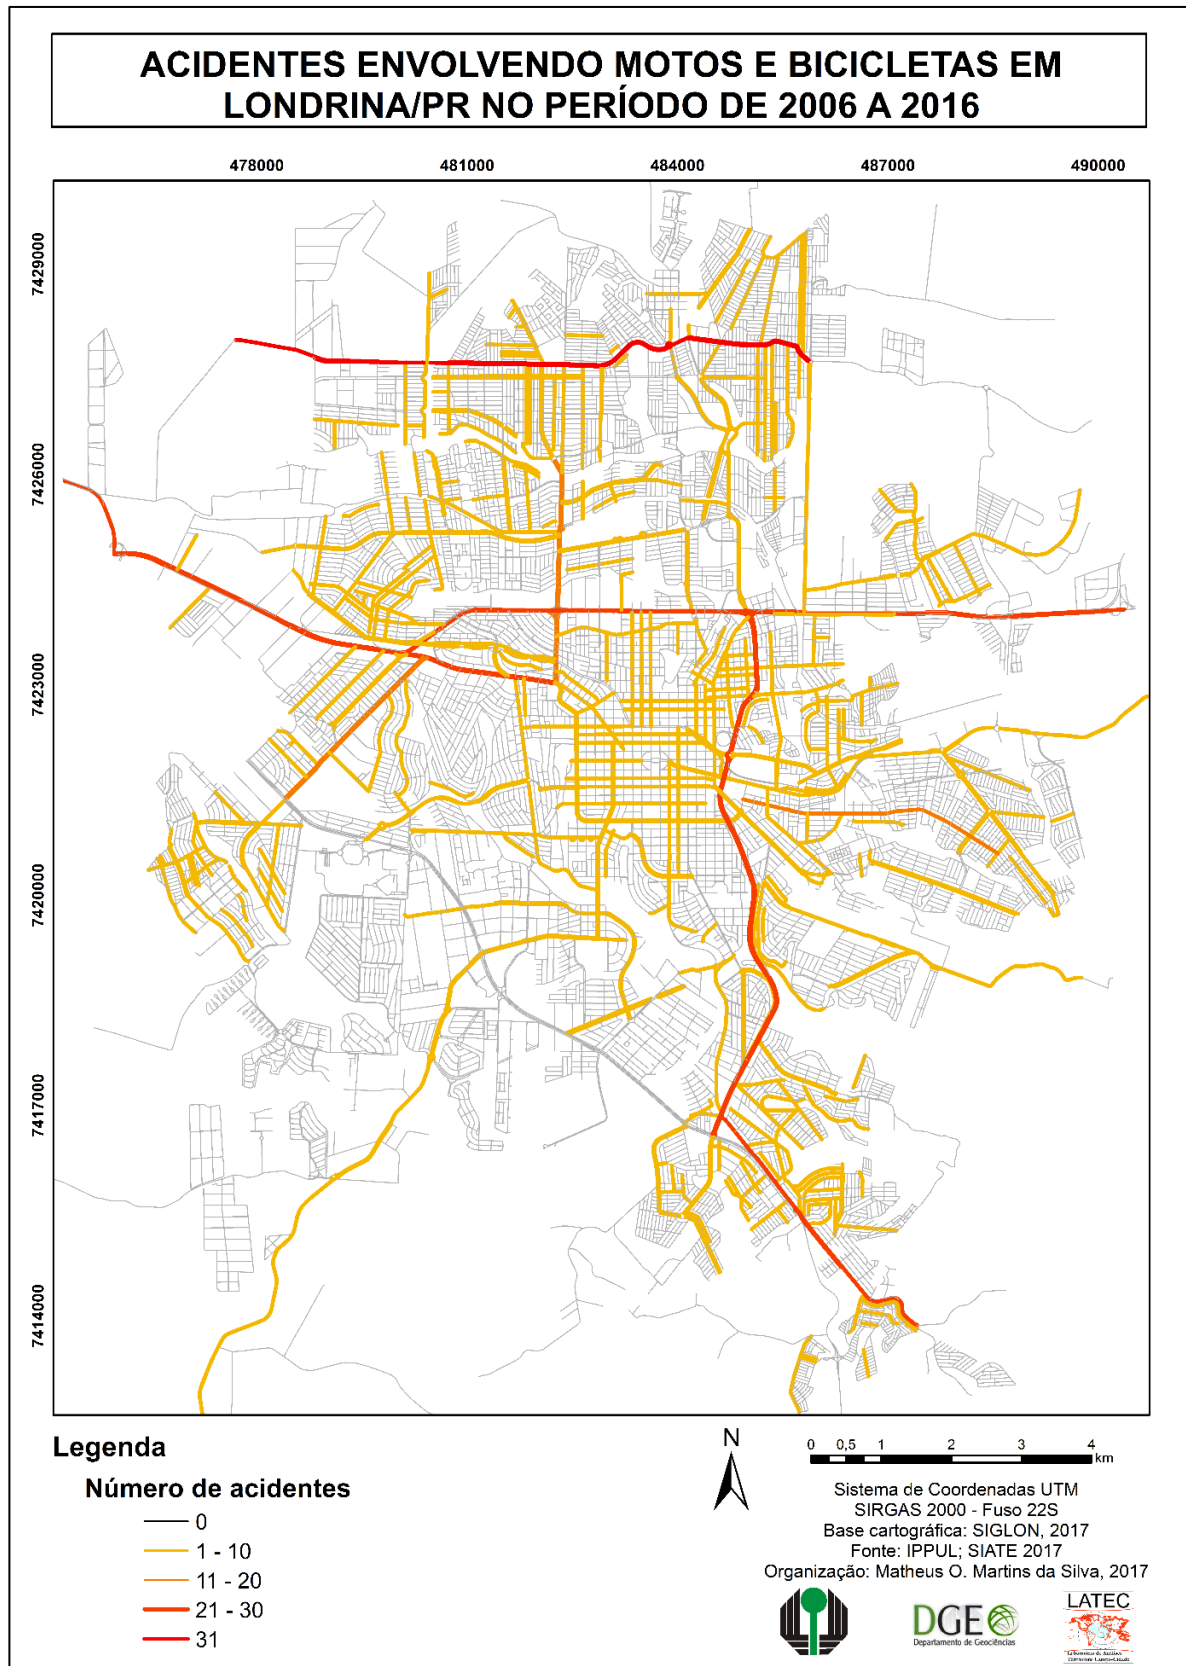 ACIDENTES ENVOLVENDO MOTOS E BICICLETAS EM
LONDRINA/PR NO PERÍODO DE 2006 A 2016
478000 481000 484000 487000 490000
7429000
7426000
7423000
7420000
7417000
7414000
Legenda
Número de acidentes
0
1 - 10
11 - 20
21 - 30
31
N
0 0,5 1 2 3 4
km
Sistema de Coordenadas UTM
SIRGAS 2000 - Fuso 22S
Base cartográfica: SIGLON, 2017
Fonte: IPPUL; SIATE 2017
Organização: Matheus O. Martins da Silva, 2017
DGEO
Departamento de Geociências
LATEC